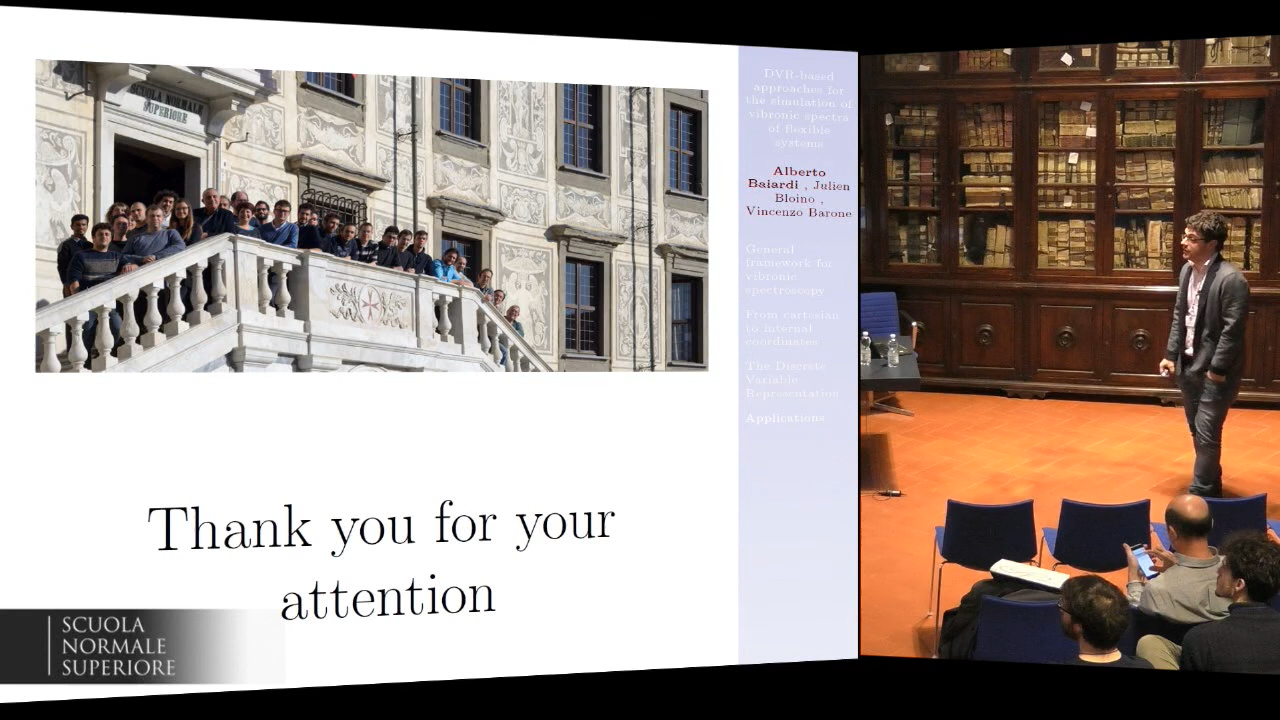 SCUOLA NORMALE
SUPERIORE
Thank you for your
attention
DVR-based
approaches for
the simulation of
vibronic spectra
of flexible
systems
Alberto
Baiardi , Julien
Bloino ,
Vincenzo Barone
General
framework for
vibronic
spectroscopy
From cartesian
to internal
coordinates
The Discrete
Variable
Representation
Applications
SCUOLA
NORMALE
SUPERIORE